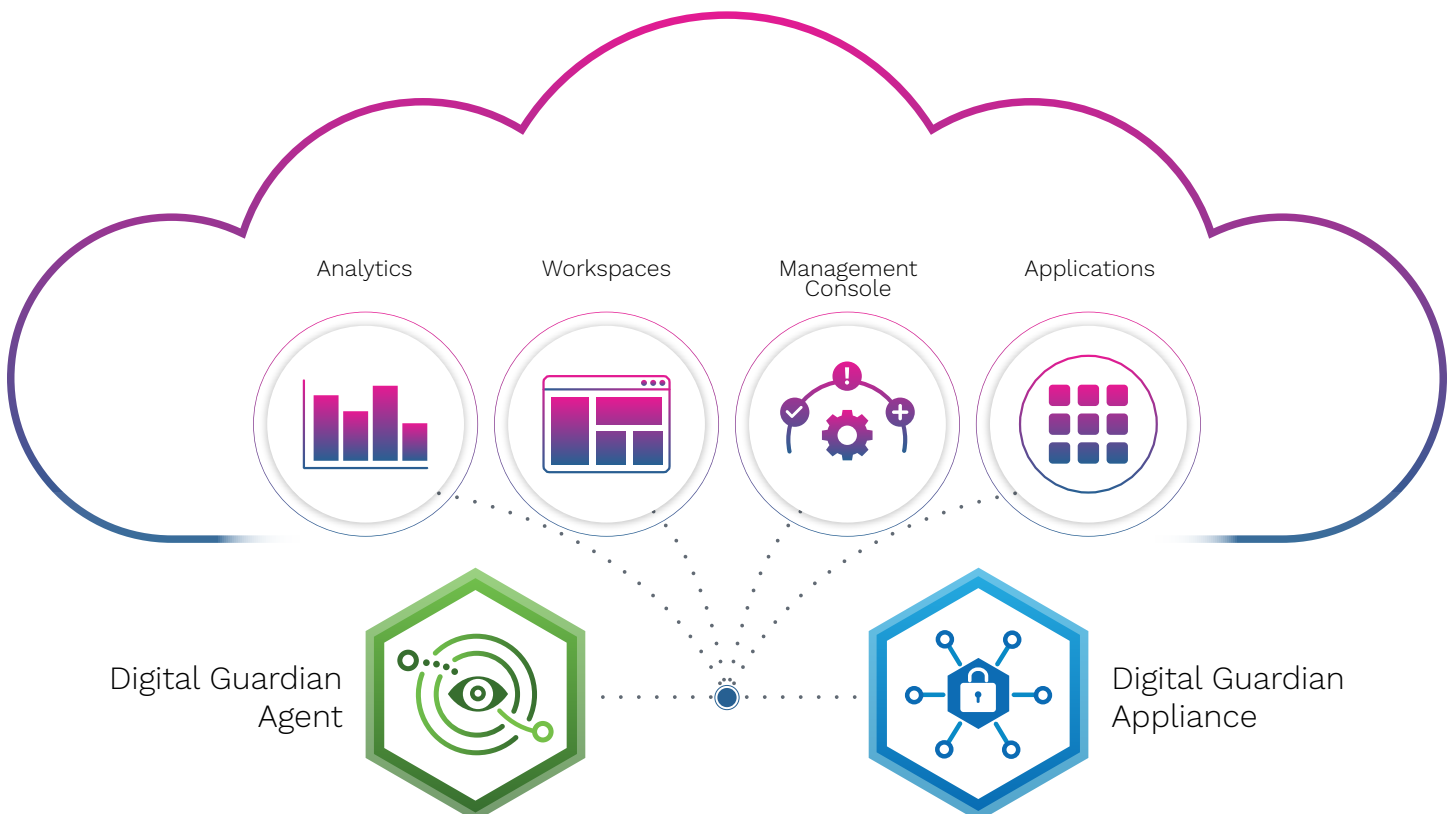 Analytics
Workspaces
Management
Console
Applications
Digital Guardian
Agent
Digital Guardian
Appliance